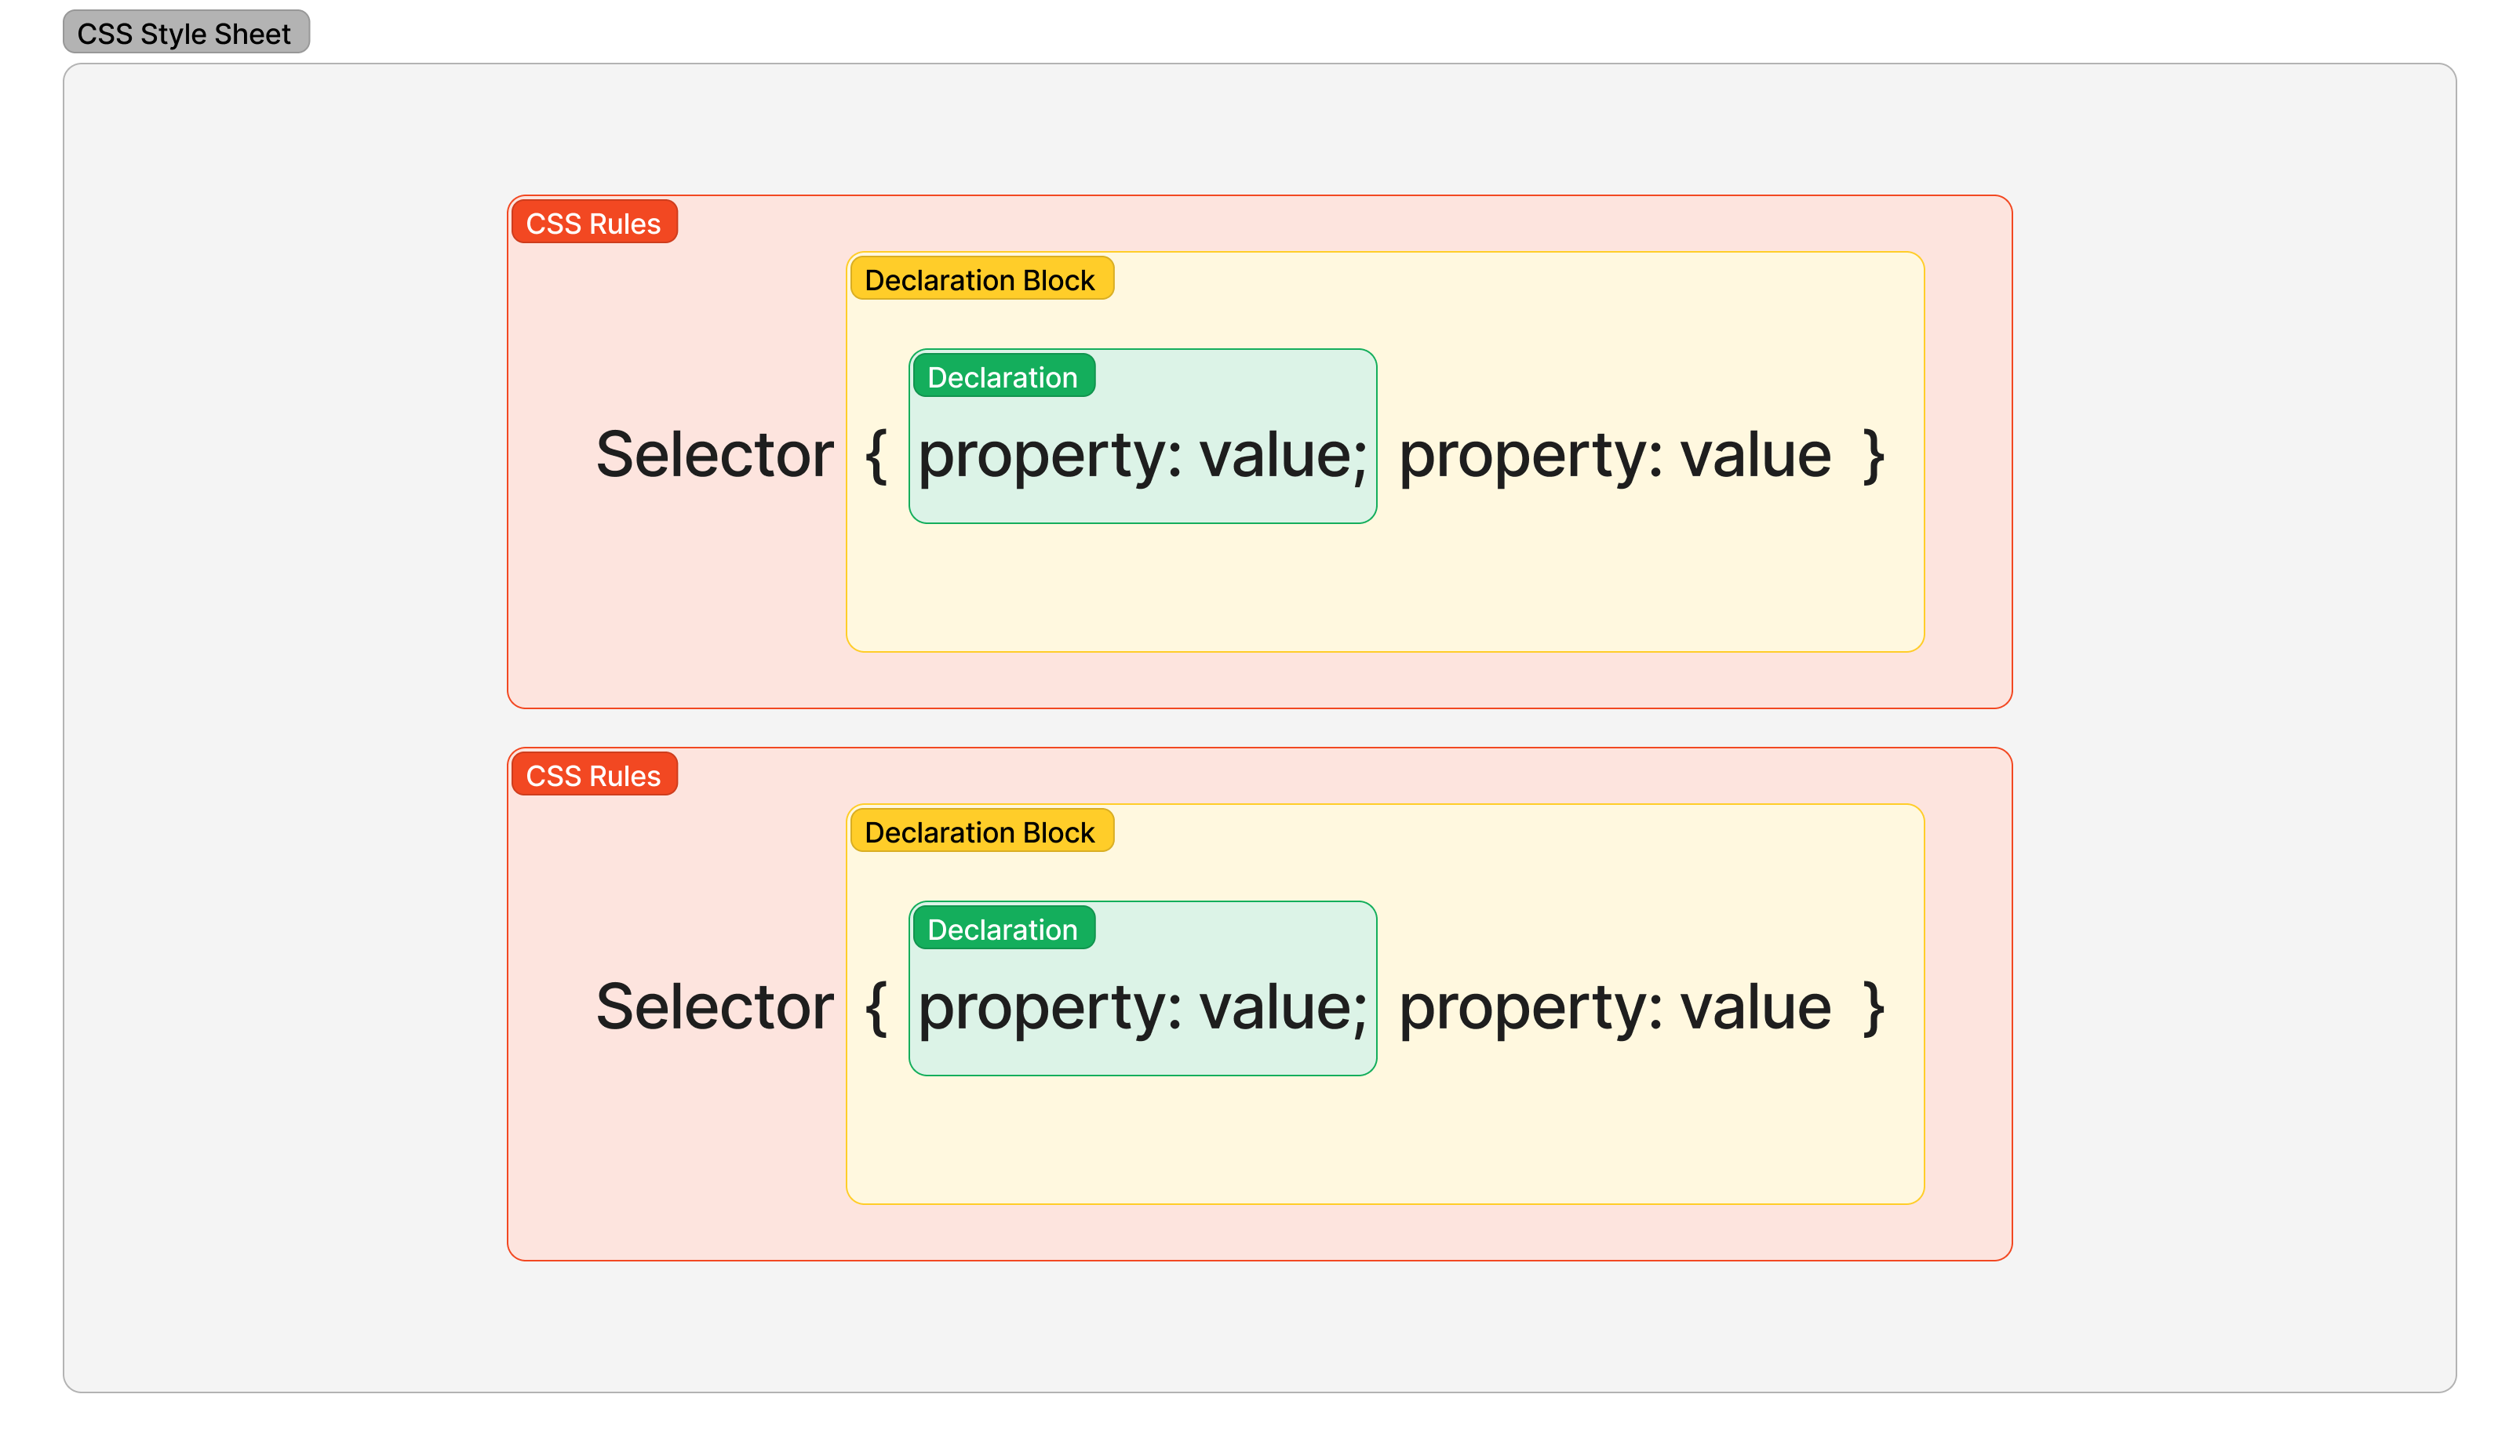 CSS Style Sheet
CSS Rules
Declaration Block
Declaration
Selector { property: value; property: value }
CSS Rules
Declaration Block
Declaration
Selector { property: value; property: value }